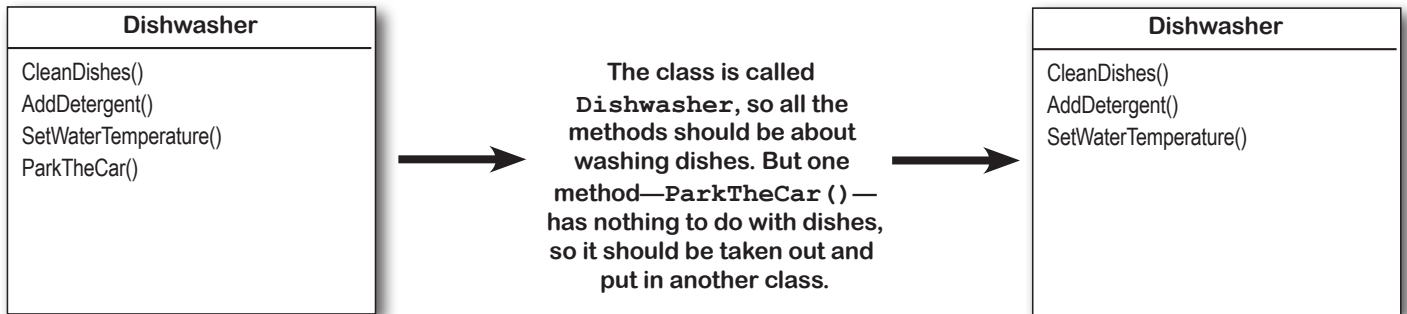 Dishwasher
CleanDishes()
AddDetergent()
SetWaterTemperature()
ParkTheCar()
The class is called
Dishwasher, so all the
methods should be about
washing dishes. But one
method—ParkTheCar()—
has nothing to do with dishes,
so it should be taken out and
put in another class.
Dishwasher
CleanDishes()
AddDetergent()
SetWaterTemperature()